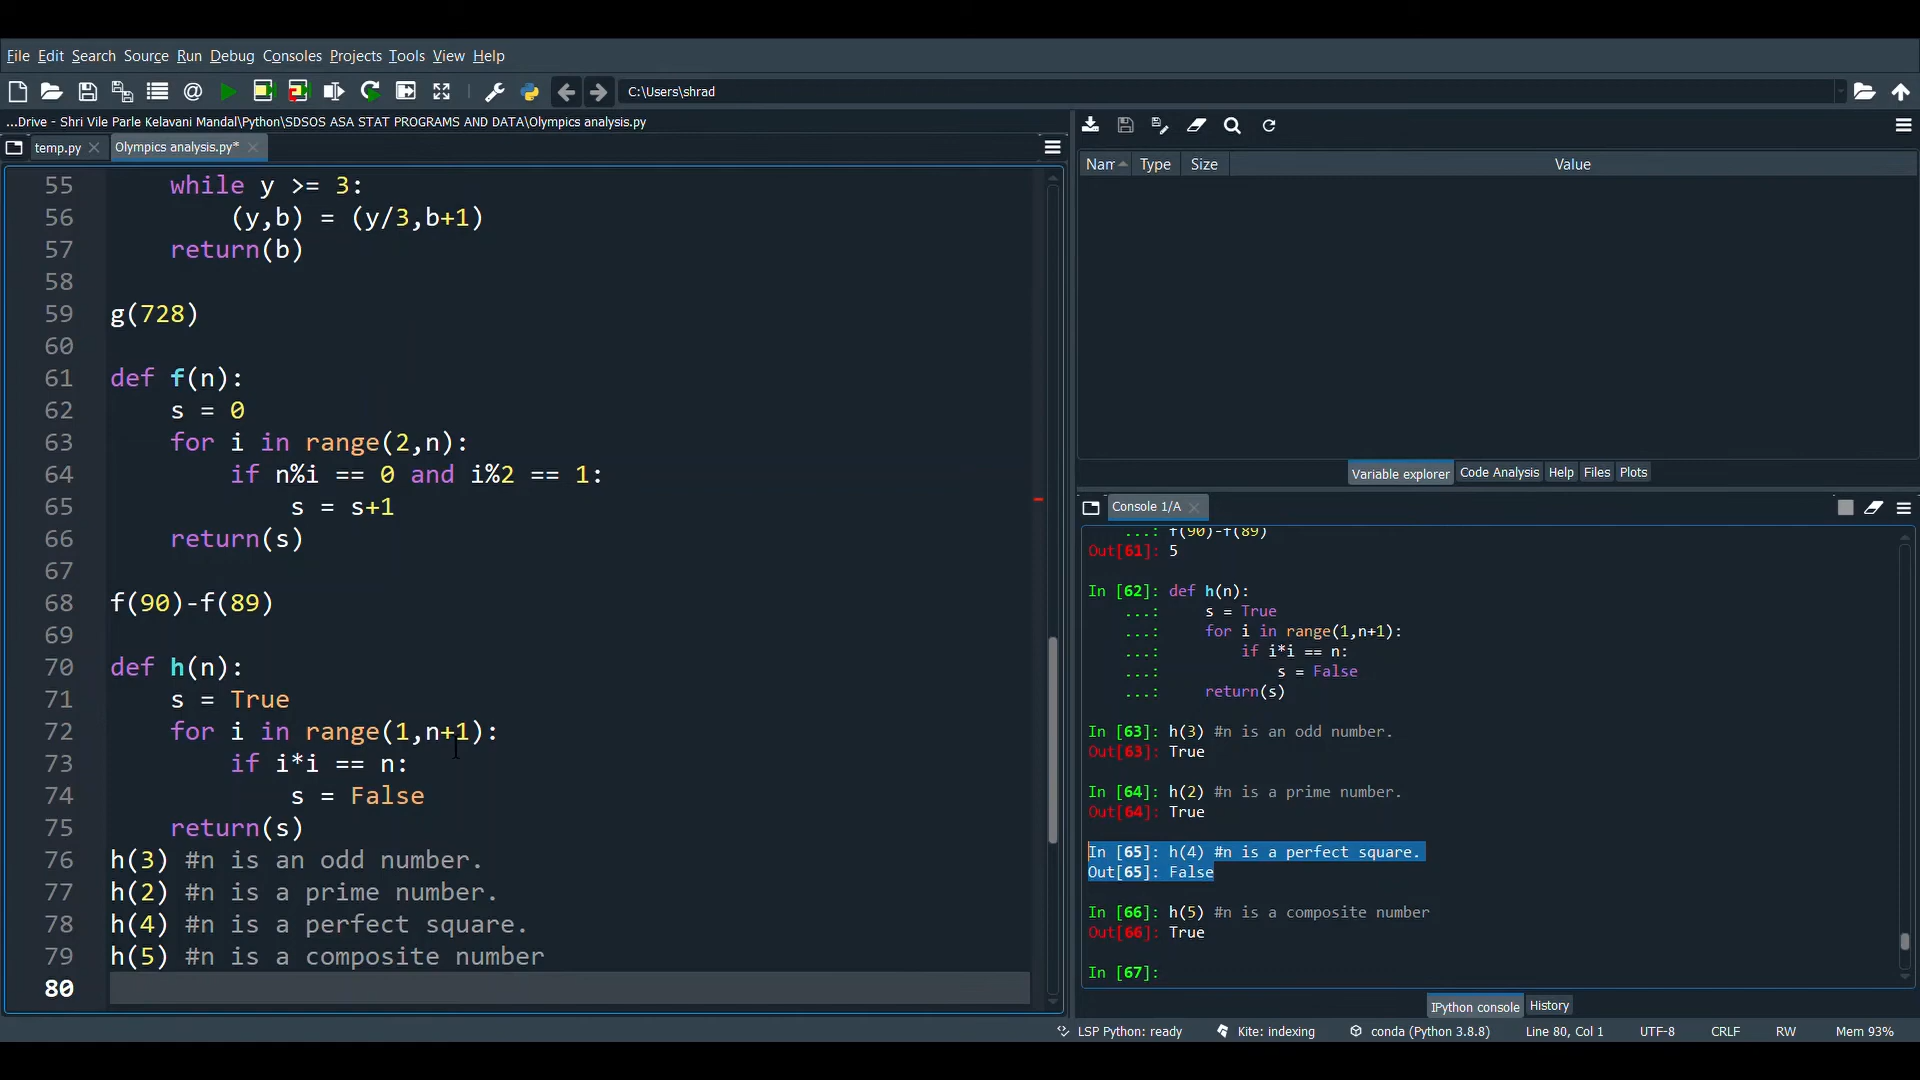 File Edit Search Source Run Debug Consoles Projects Tools View Help
C:\Users\shrad
...Drive - Shri Vile Parle Kelavani Mandal\Python\SDSOS ASA STAT PROGRAMS AND DATA\Olympics analysis.py
temp.py
Olympics analysis.py*
55     while y >= 3:
56         (y,b) = (y/3,b+1)
57     return(b)
58
59 g(728)
60
61 def f(n):
62     s = 0
63     for i in range(2,n):
64         if n%i == 0 and i%2 == 1:
65             s = s+1
66     return(s)
67
68 f(90)-f(89)
69
70 def h(n):
71     s = True
72     for i in range(1,n+1):
73         if i*i == n:
74             s = False
75     return(s)
76 h(3) #n is an odd number.
77 h(2) #n is a prime number.
78 h(4) #n is a perfect square.
79 h(5) #n is a composite number
80
Nam Type Size Value
Variable explorer Code Analysis Help Files Plots
Console 1/A
...: f(90)-f(89)
Out[61]: 5
In [62]: def h(n):
...:     s = True
...:     for i in range(1,n+1):
...:         if i*i == n:
...:             s = False
...:     return(s)
In [63]: h(3) #n is an odd number.
Out[63]: True
In [64]: h(2) #n is a prime number.
Out[64]: True
In [65]: h(4) #n is a perfect square.
Out[65]: False
In [66]: h(5) #n is a composite number
Out[66]: True
In [67]:
IPython console History
LSP Python: ready Kite: indexing conda (Python 3.8.8) Line 80, Col 1 UTF-8 CRLF RW Mem 93%